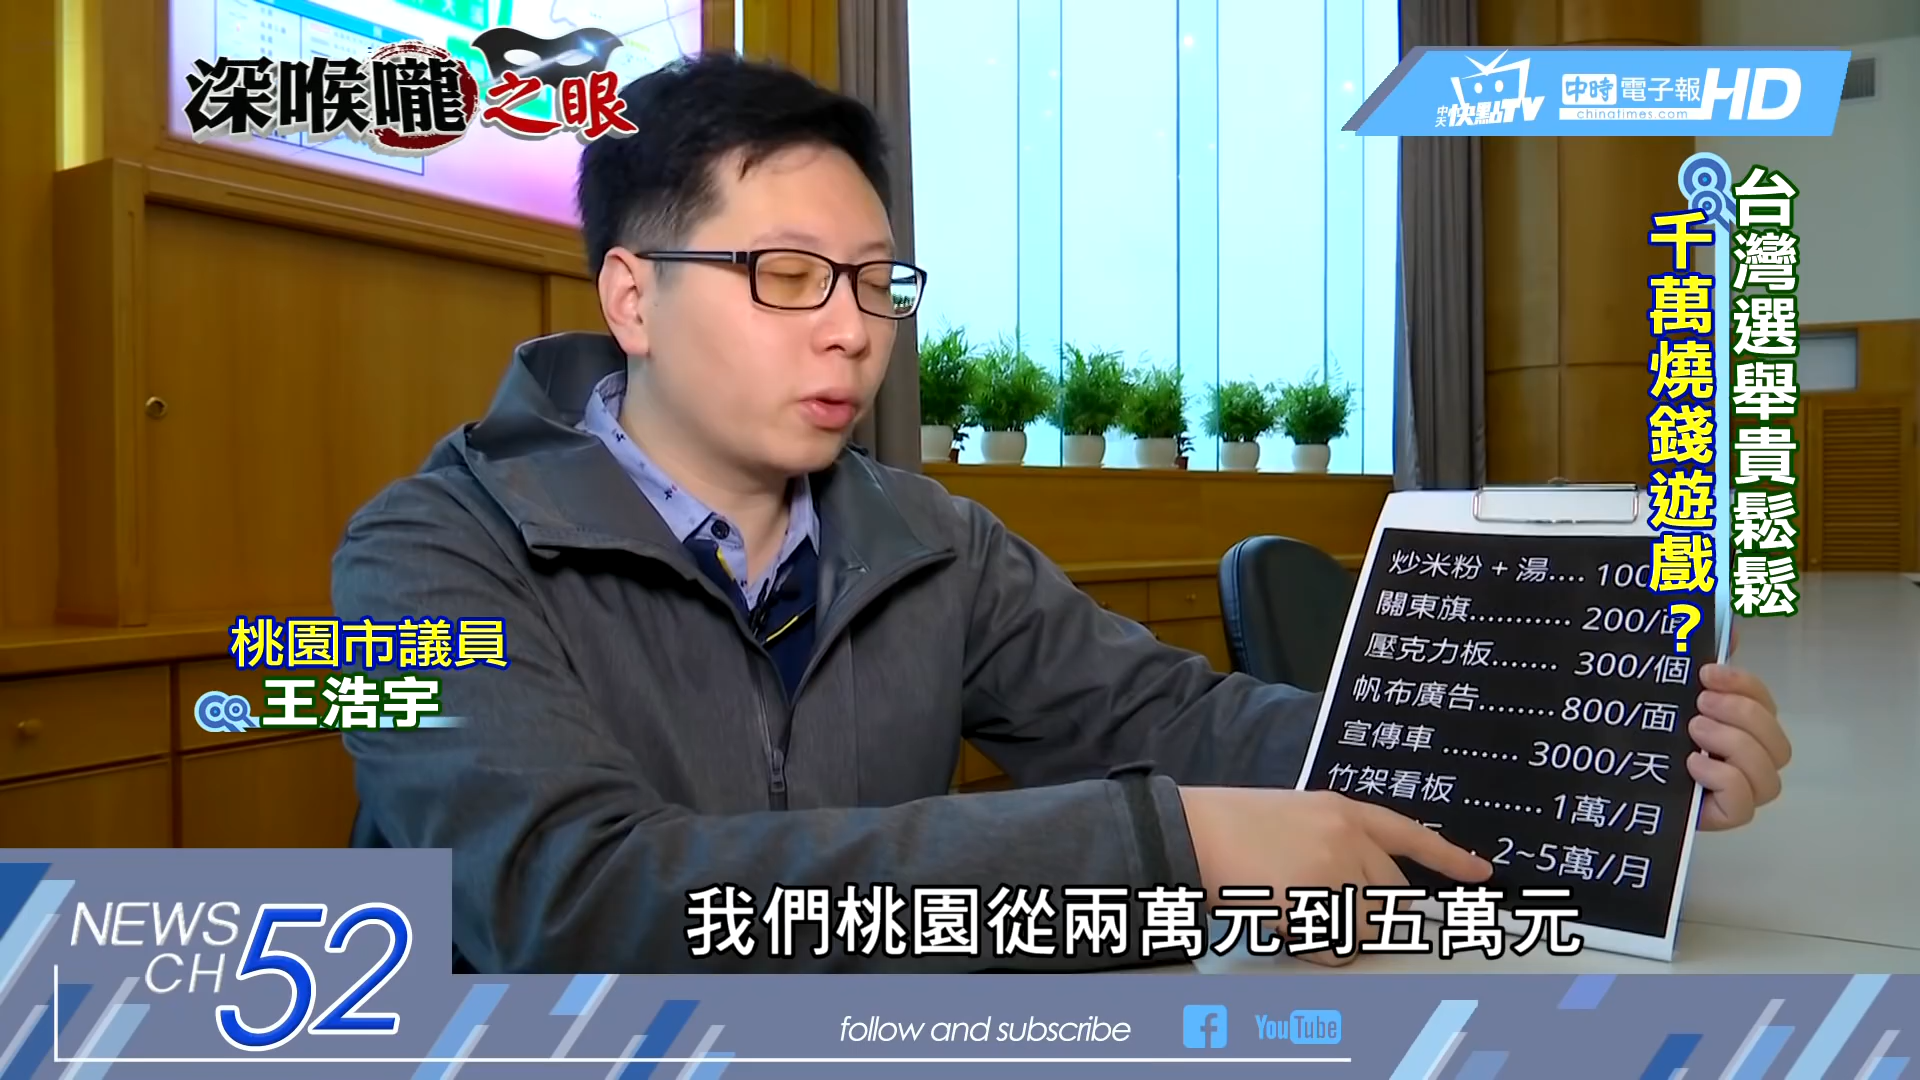 深喉嚨之眼
中天快點TV
中時電子報 HD
chinatimes.com
台灣選舉貴鬆鬆
千萬燒錢遊戲?
炒米粉 + 湯.... 100
關東旗........... 200/面
壓克力板....... 300/個
帆布廣告........ 800/面
宣傳車 ........ 3000/天
竹架看板 ........ 1萬/月
2~5萬/月
桃園市議員
王浩宇
我們桃園從兩萬元到五萬元
NEWS
CH 52
follow and subscribe
YouTube